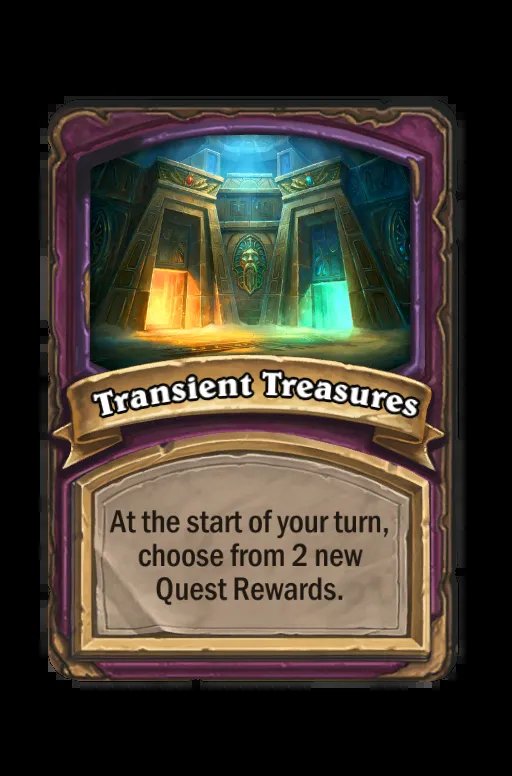 Transient Treasures
At the start of your turn,
choose from 2 new
Quest Rewards.